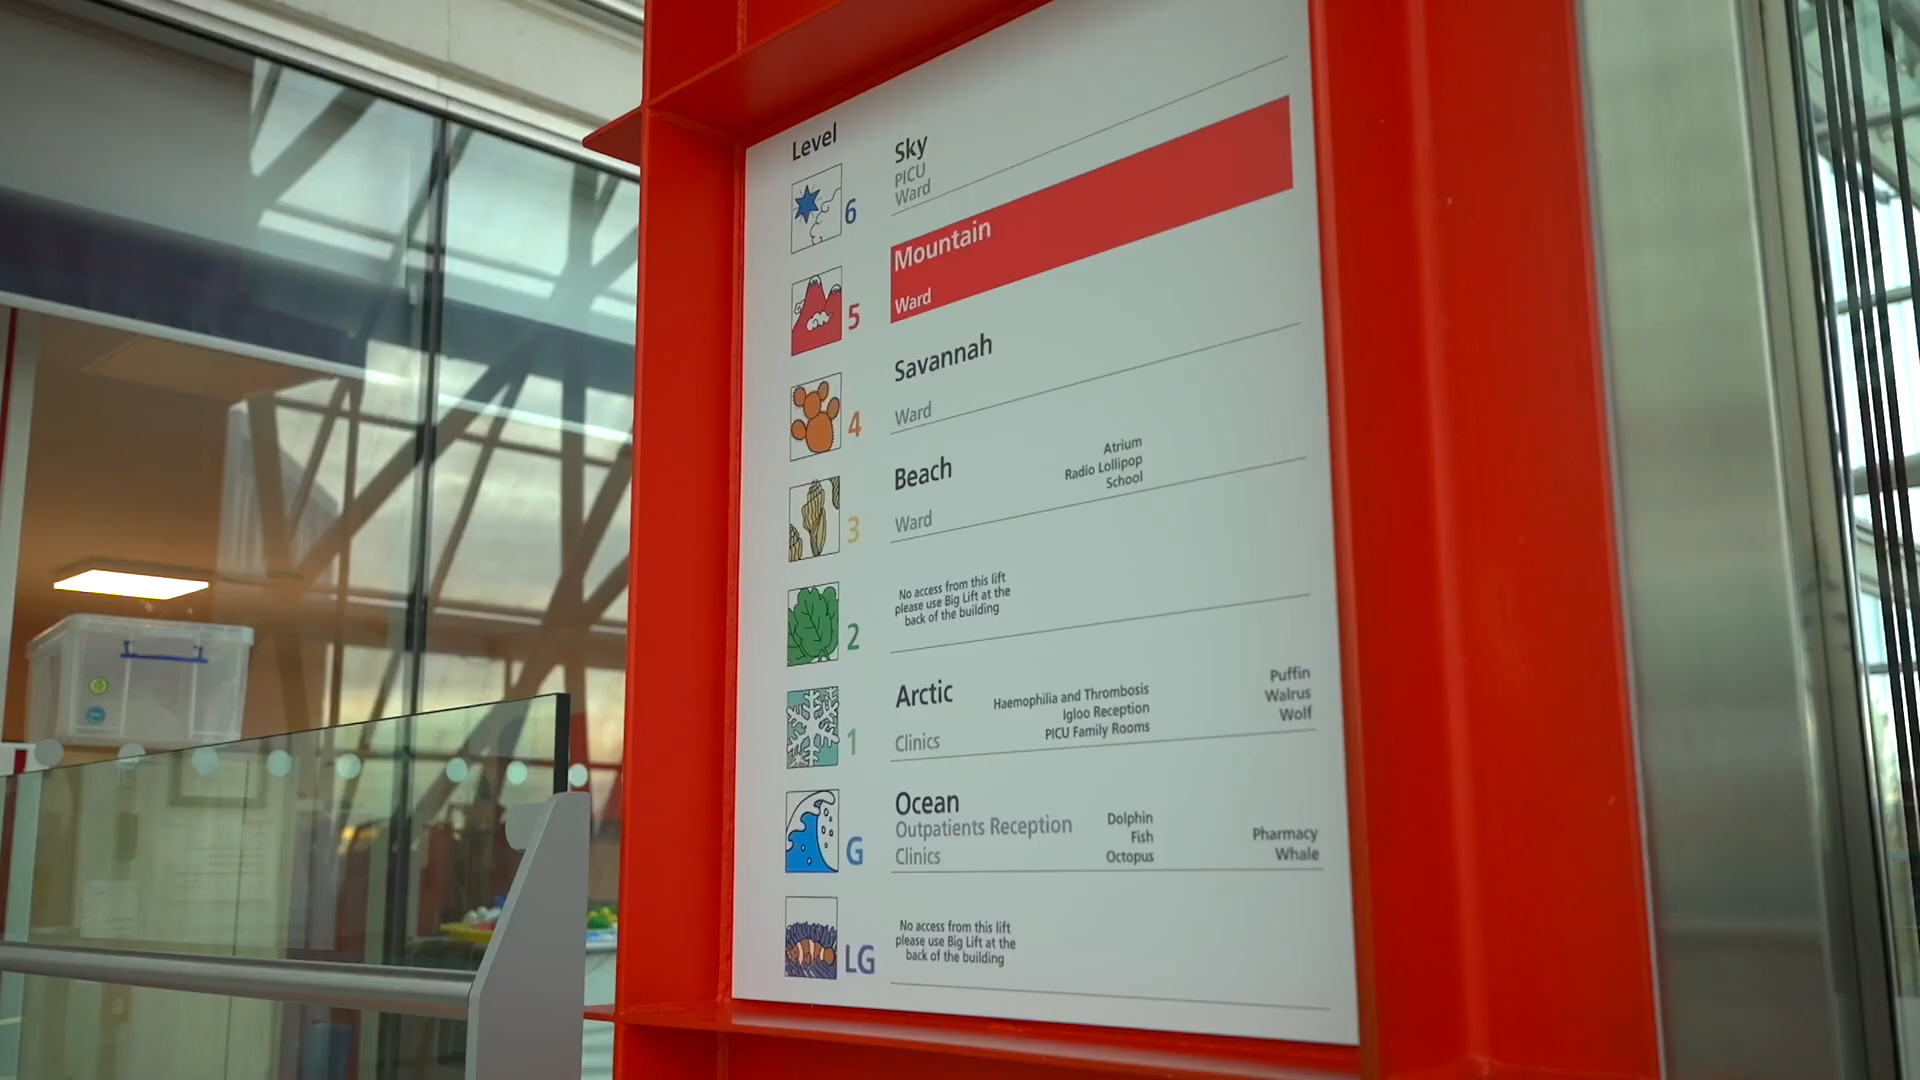 Level
6
Sky
PICU
Ward
5
Mountain
Ward
4
Savannah
Ward
3
Beach
Ward
Atrium
Radio Lollipop
School
2
No access from this lift
please use Big Lift at the
back of the building
1
Arctic
Clinics
Haemophilia and Thrombosis
Igloo Reception
PICU Family Rooms
Puffin
Walrus
Wolf
G
Ocean
Outpatients Reception
Clinics
Dolphin
Fish
Octopus
Pharmacy
Whale
LG
No access from this lift
please use Big Lift at the
back of the building